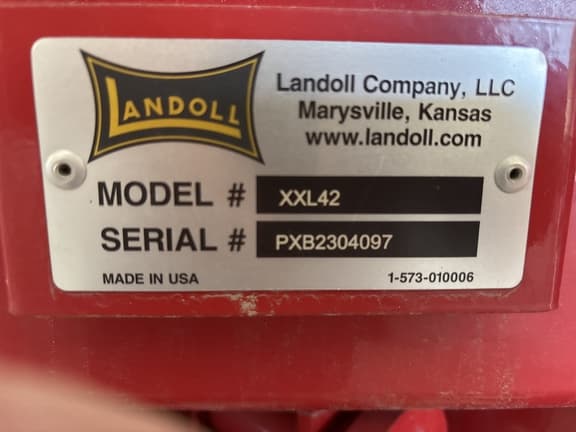 LANDOLL
Landoll Company, LLC
Marysville, Kansas
www.landoll.com
MODEL # XXL42
SERIAL # PXB2304097
MADE IN USA 1-573-010006